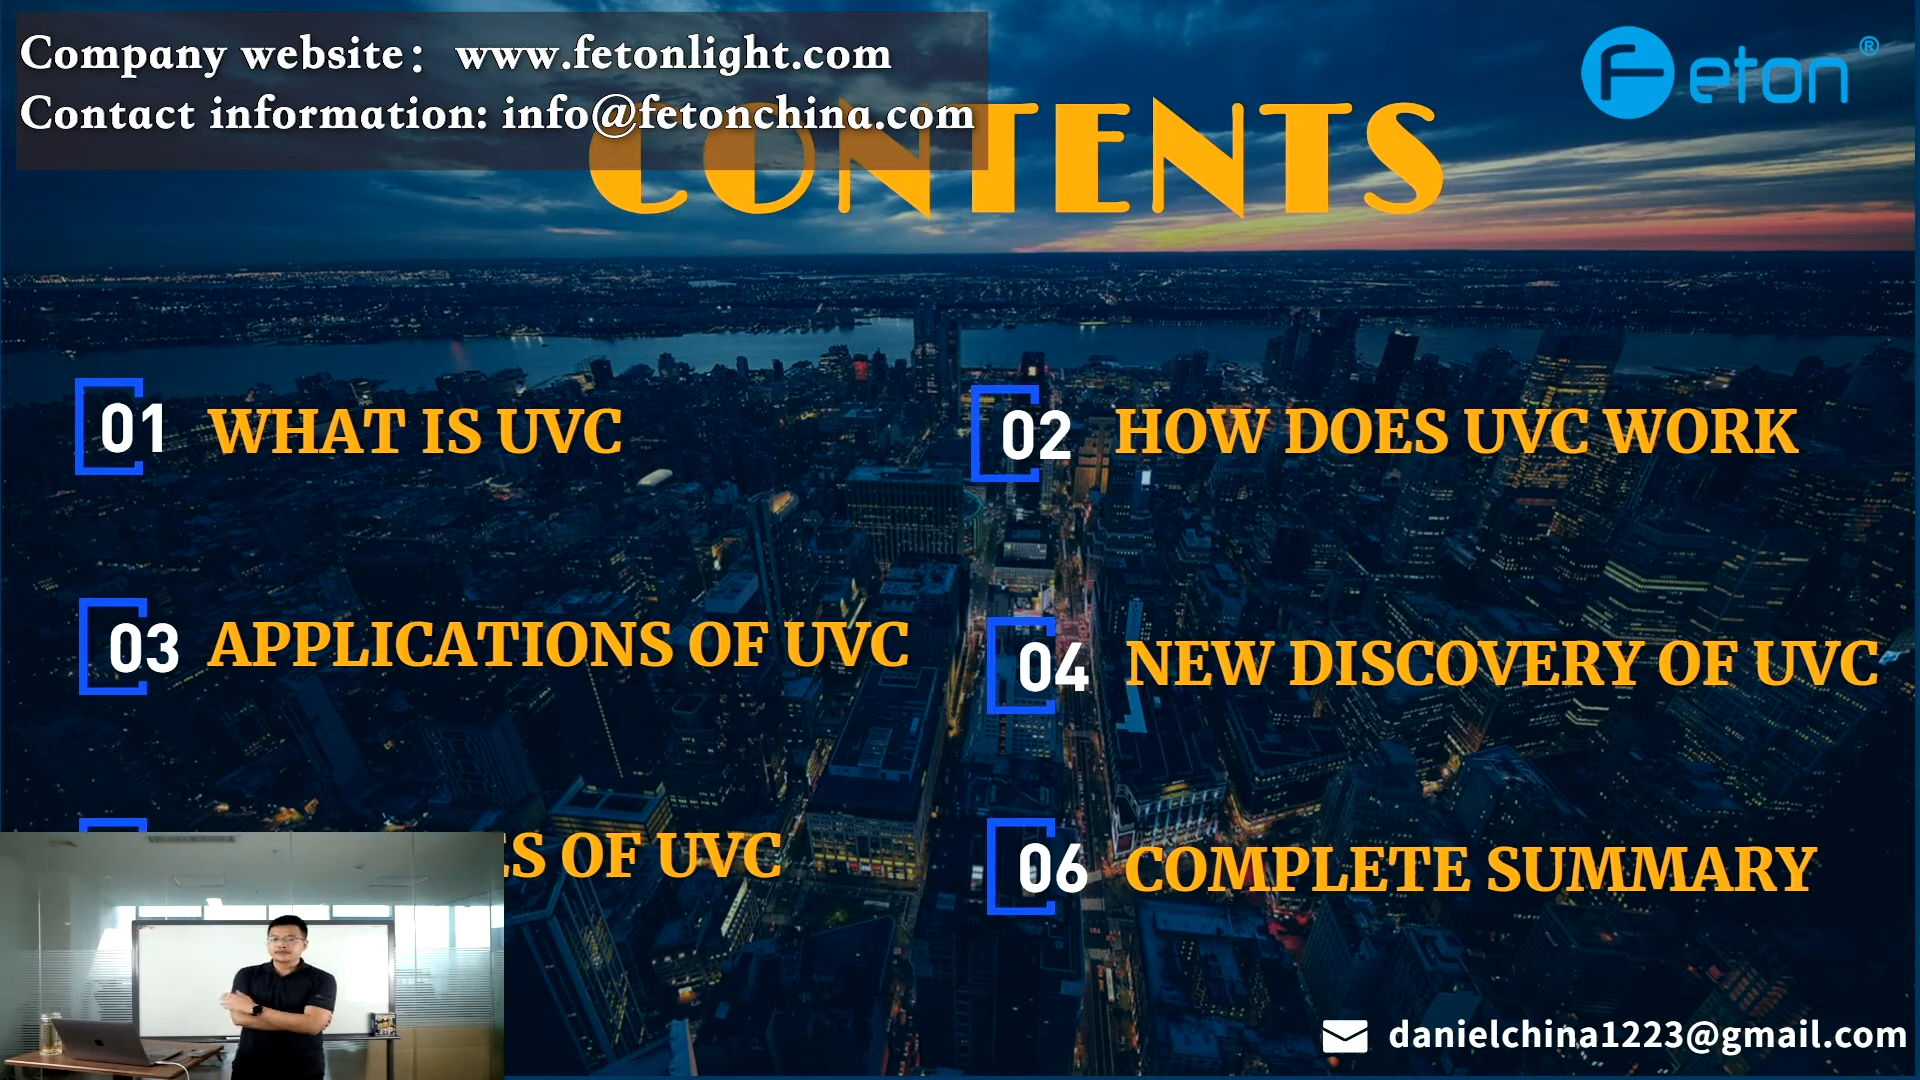 Company website: www.fetonlight.com
Contact information: info@fetonchina.com
Feton®
CONTENTS
01 WHAT IS UVC
02 HOW DOES UVC WORK
03 APPLICATIONS OF UVC
04 NEW DISCOVERY OF UVC
OF UVC
06 COMPLETE SUMMARY
danielchina1223@gmail.com